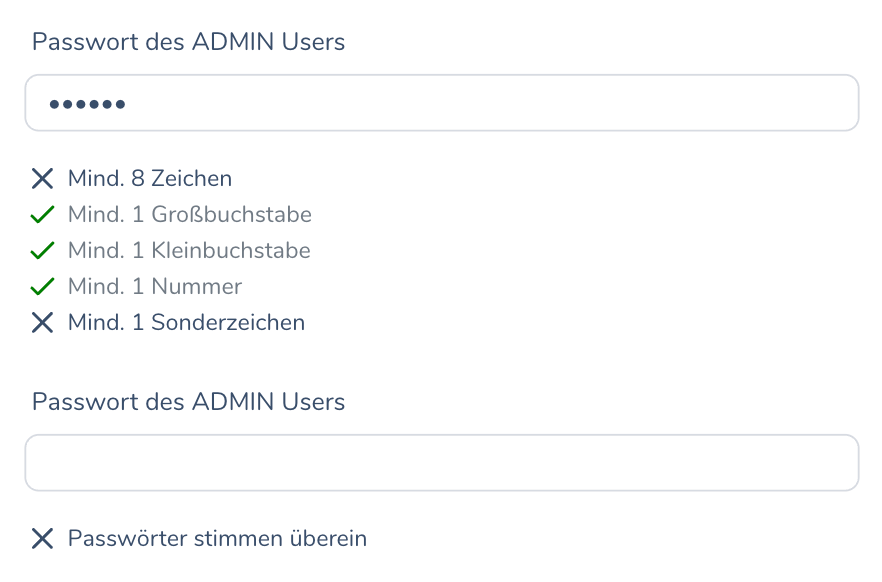 Passwort des ADMIN Users
••••••
Mind. 8 Zeichen
Mind. 1 Großbuchstabe
Mind. 1 Kleinbuchstabe
Mind. 1 Nummer
Mind. 1 Sonderzeichen
Passwort des ADMIN Users
Passwörter stimmen überein